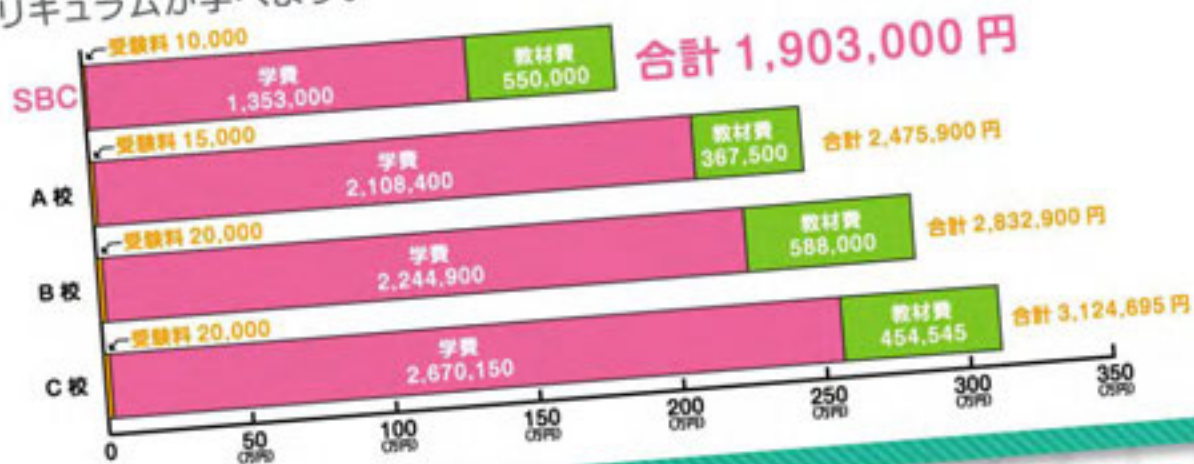 リキュラムが学べます。
受験料 10,000
SBC
学費
1,353,000
教材費
550,000
合計 1,903,000 円
受験料 15,000
A 校
学費
2,108,400
教材費
367,500
合計 2,475,900 円
受験料 20,000
B 校
学費
2,244,900
教材費
588,000
合計 2,832,900 円
受験料 20,000
C 校
学費
2,670,150
教材費
454,545
合計 3,124,695 円
0 50 100 150 200 250 300 350
(万円) (万円) (万円) (万円) (万円) (万円) (万円)